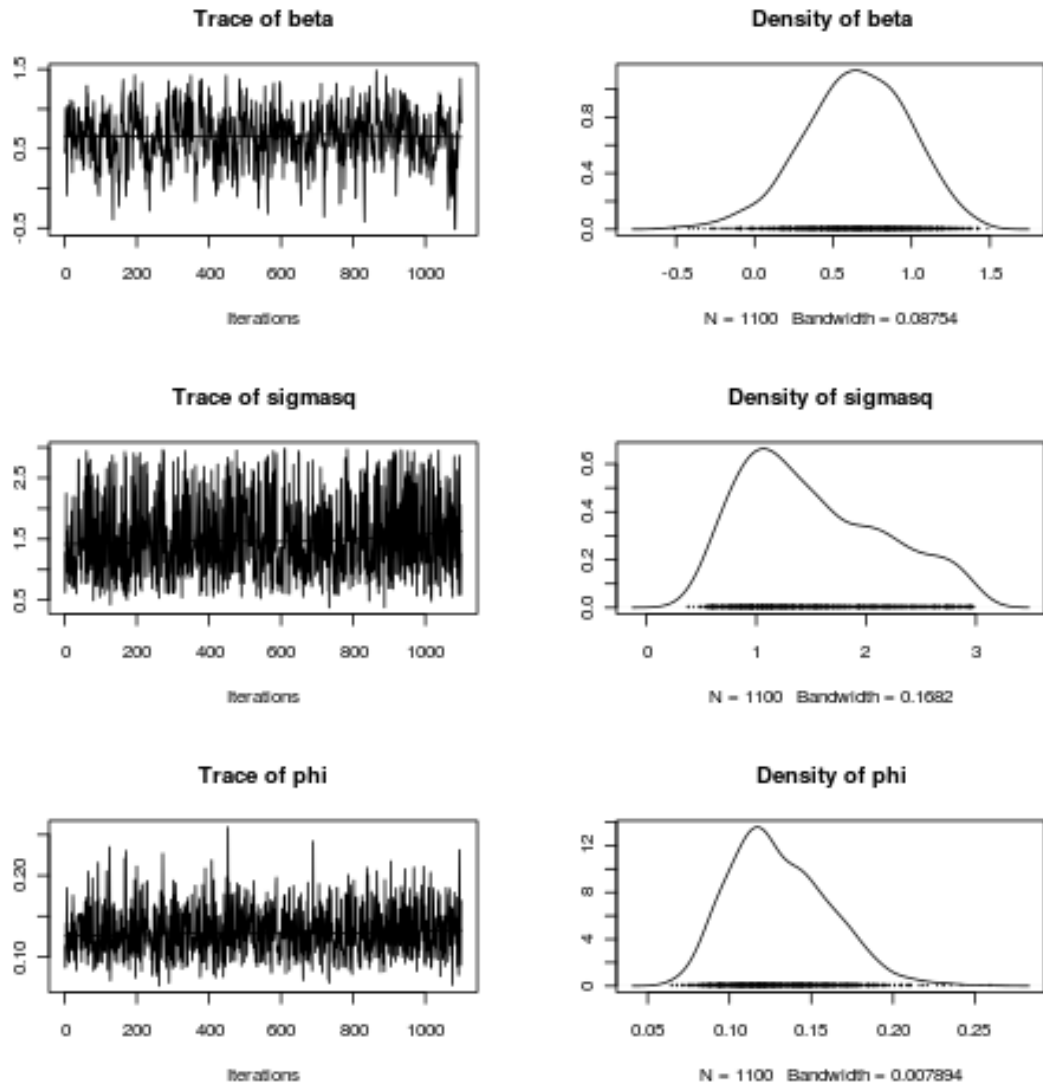 Trace of beta
Density of beta
-0.5 0.5 1.5
0 200 400 600 800 1000
Iterations
0.0 0.4 0.8
-0.5 0.0 0.5 1.0 1.5
N = 1100 Bandwidth = 0.08754
Trace of sigmasq
Density of sigmasq
0.5 1.5 2.5
0 200 400 600 800 1000
Iterations
0.0 0.2 0.4 0.6
0 1 2 3
N = 1100 Bandwidth = 0.1682
Trace of phi
Density of phi
0.10 0.20
0 200 400 600 800 1000
Iterations
0 4 8 12
0.05 0.10 0.15 0.20 0.25
N = 1100 Bandwidth = 0.007894